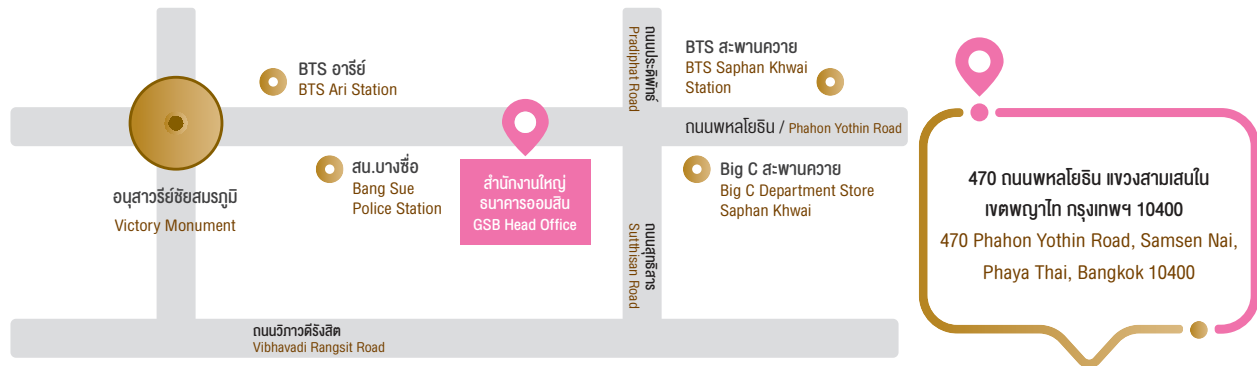 BTS อารีย์
BTS Ari Station
ถนนประดิพัทธ์
Pradiphat Road
BTS สะพานควาย
BTS Saphan Khwai
Station
ถนนพหลโยธิน / Phahon Yothin Road
อนุสาวรีย์ชัยสมรภูมิ
Victory Monument
สน.บางซื่อ
Bang Sue
Police Station
สำนักงานใหญ่
ธนาคารออมสิน
GSB Head Office
ถนนสุทธิสาร
Sutthisan Road
Big C สะพานควาย
Big C Department Store
Saphan Khwai
ถนนวิภาวดีรังสิต
Vibhavadi Rangsit Road
470 ถนนพหลโยธิน แขวงสามเสนใน
เขตพญาไท กรุงเทพฯ 10400
470 Phahon Yothin Road, Samsen Nai,
Phaya Thai, Bangkok 10400